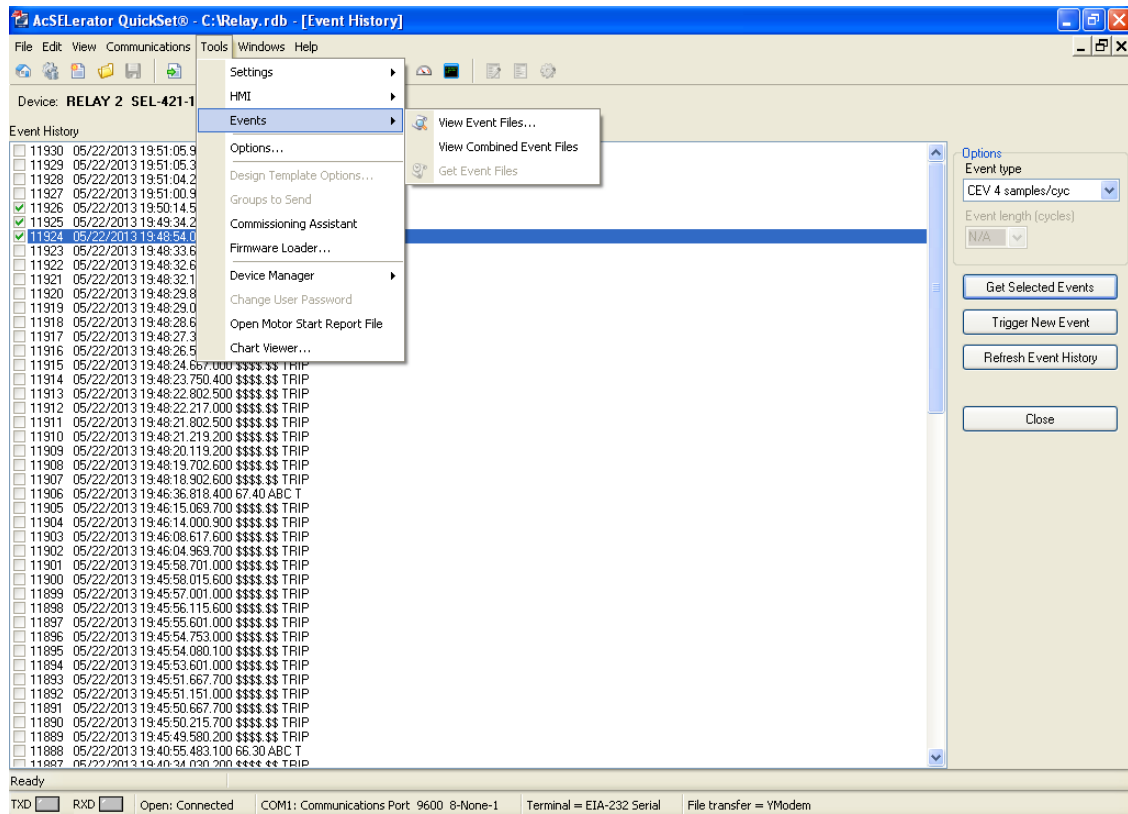 AcSELerator QuickSet® - C:\Relay.rdb - [Event History]
File Edit View Communications Tools Windows Help
Device: RELAY 2 SEL-421-1
Settings
HMI
Events
Options...
Design Template Options...
Groups to Send
Commissioning Assistant
Firmware Loader...
Device Manager
Change User Password
Open Motor Start Report File
Chart Viewer...
View Event Files...
View Combined Event Files
Get Event Files
Event History
11930 05/22/2013 19:51:05.9
11929 05/22/2013 19:51:05.3
11928 05/22/2013 19:51:04.2
11927 05/22/2013 19:51:00.9
11926 05/22/2013 19:50:14.5
11925 05/22/2013 19:49:34.2
11924 05/22/2013 19:48:54.0
11923 05/22/2013 19:48:33.6
11922 05/22/2013 19:48:32.6
11921 05/22/2013 19:48:32.1
11920 05/22/2013 19:48:29.8
11919 05/22/2013 19:48:29.0
11918 05/22/2013 19:48:28.6
11917 05/22/2013 19:48:27.3
11916 05/22/2013 19:48:26.5
11915 05/22/2013 19:48:24.667.000 $$$$.$$ TRIP
11914 05/22/2013 19:48:23.750.400 $$$$.$$ TRIP
11913 05/22/2013 19:48:22.802.500 $$$$.$$ TRIP
11912 05/22/2013 19:48:22.217.000 $$$$.$$ TRIP
11911 05/22/2013 19:48:21.802.500 $$$$.$$ TRIP
11910 05/22/2013 19:48:21.219.200 $$$$.$$ TRIP
11909 05/22/2013 19:48:20.119.200 $$$$.$$ TRIP
11908 05/22/2013 19:48:19.702.600 $$$$.$$ TRIP
11907 05/22/2013 19:48:18.902.600 $$$$.$$ TRIP
11906 05/22/2013 19:46:36.818.400 67.40 ABC T
11905 05/22/2013 19:46:15.069.700 $$$$.$$ TRIP
11904 05/22/2013 19:46:14.000.900 $$$$.$$ TRIP
11903 05/22/2013 19:46:08.617.600 $$$$.$$ TRIP
11902 05/22/2013 19:46:04.969.700 $$$$.$$ TRIP
11901 05/22/2013 19:45:58.701.000 $$$$.$$ TRIP
11900 05/22/2013 19:45:58.015.600 $$$$.$$ TRIP
11899 05/22/2013 19:45:57.001.000 $$$$.$$ TRIP
11898 05/22/2013 19:45:56.115.600 $$$$.$$ TRIP
11897 05/22/2013 19:45:55.601.000 $$$$.$$ TRIP
11896 05/22/2013 19:45:54.753.000 $$$$.$$ TRIP
11895 05/22/2013 19:45:54.080.100 $$$$.$$ TRIP
11894 05/22/2013 19:45:53.601.000 $$$$.$$ TRIP
11893 05/22/2013 19:45:51.667.700 $$$$.$$ TRIP
11892 05/22/2013 19:45:51.151.000 $$$$.$$ TRIP
11891 05/22/2013 19:45:50.667.700 $$$$.$$ TRIP
11890 05/22/2013 19:45:50.215.700 $$$$.$$ TRIP
11889 05/22/2013 19:45:49.580.200 $$$$.$$ TRIP
11888 05/22/2013 19:40:55.483.100 66.30 ABC T
11887 05/22/2013 19:40:34.030.200 $$$$.$$ TRIP
Options
Event type
CEV 4 samples/cyc
Event length (cycles)
N/A
Get Selected Events
Trigger New Event
Refresh Event History
Close
Ready
TXD RXD Open: Connected COM1: Communications Port 9600 8-None-1 Terminal = EIA-232 Serial File transfer = YModem